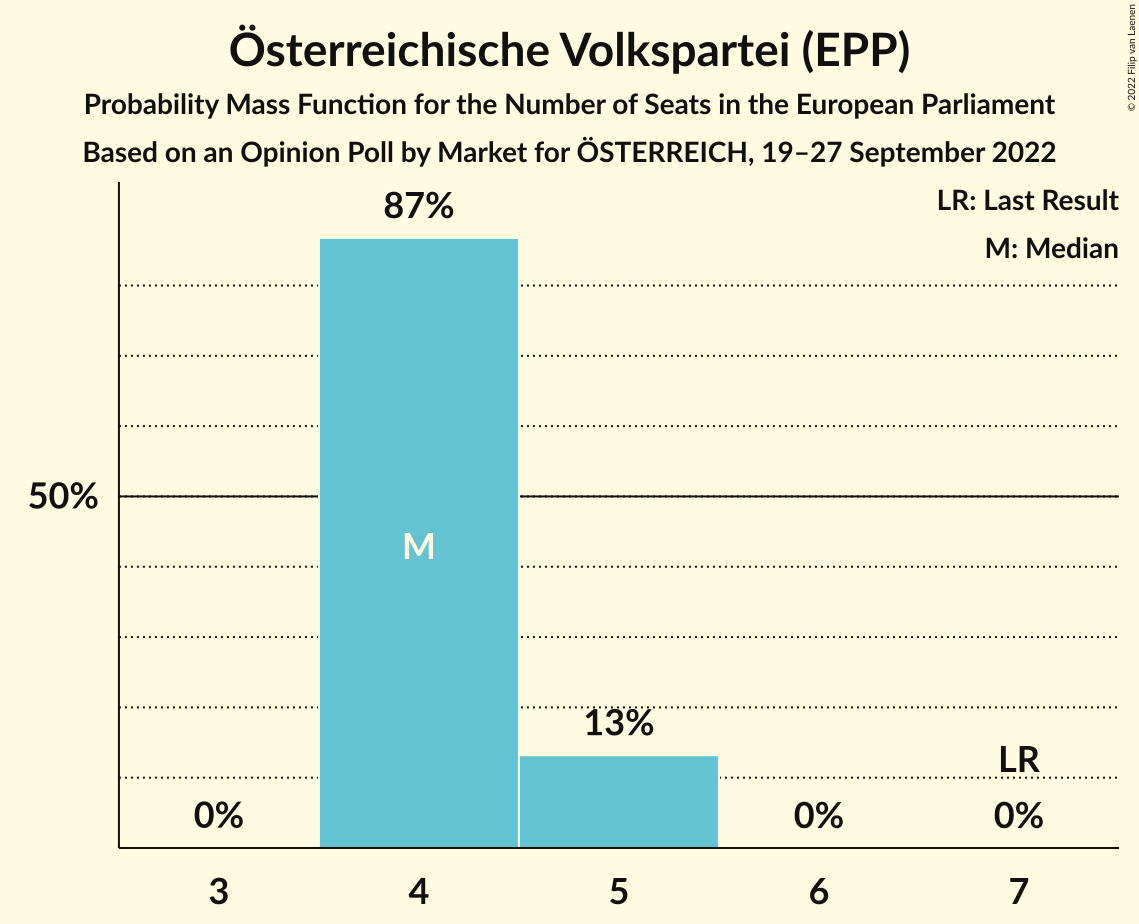 Österreichische Volkspartei (EPP)
Probability Mass Function for the Number of Seats in the European Parliament
Based on an Opinion Poll by Market for ÖSTERREICH, 19–27 September 2022
© 2022 Filip van Laenen
LR: Last Result
M: Median
87%
50%
M
13%
LR
0%
0%
0%
3
4
5
6
7